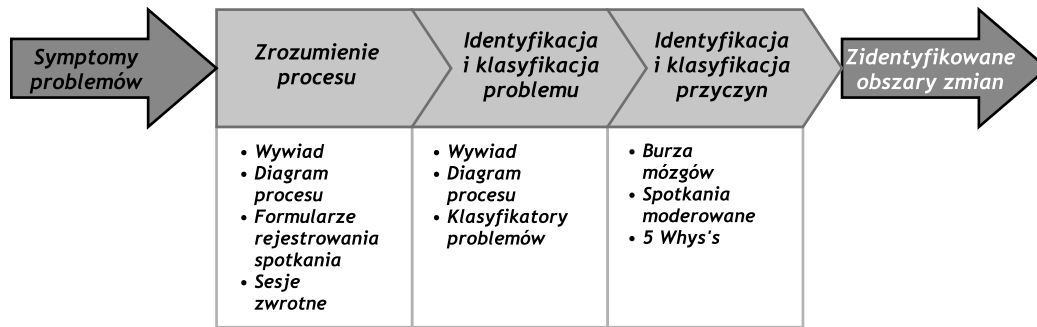 Symptomy
problemów
Zrozumienie
procesu
Identyfikacja
i klasyfikacja
problemu
Identyfikacja
i klasyfikacja
przyczyn
Zidentyfikowane
obszary zmian
• Wywiad
• Diagram
procesu
• Formularze
rejestrowania
spotkania
• Sesje
zwrotne
• Wywiad
• Diagram
procesu
• Klasyfikatory
problemów
• Burza
mózgów
• Spotkania
moderowane
• 5 Whys's